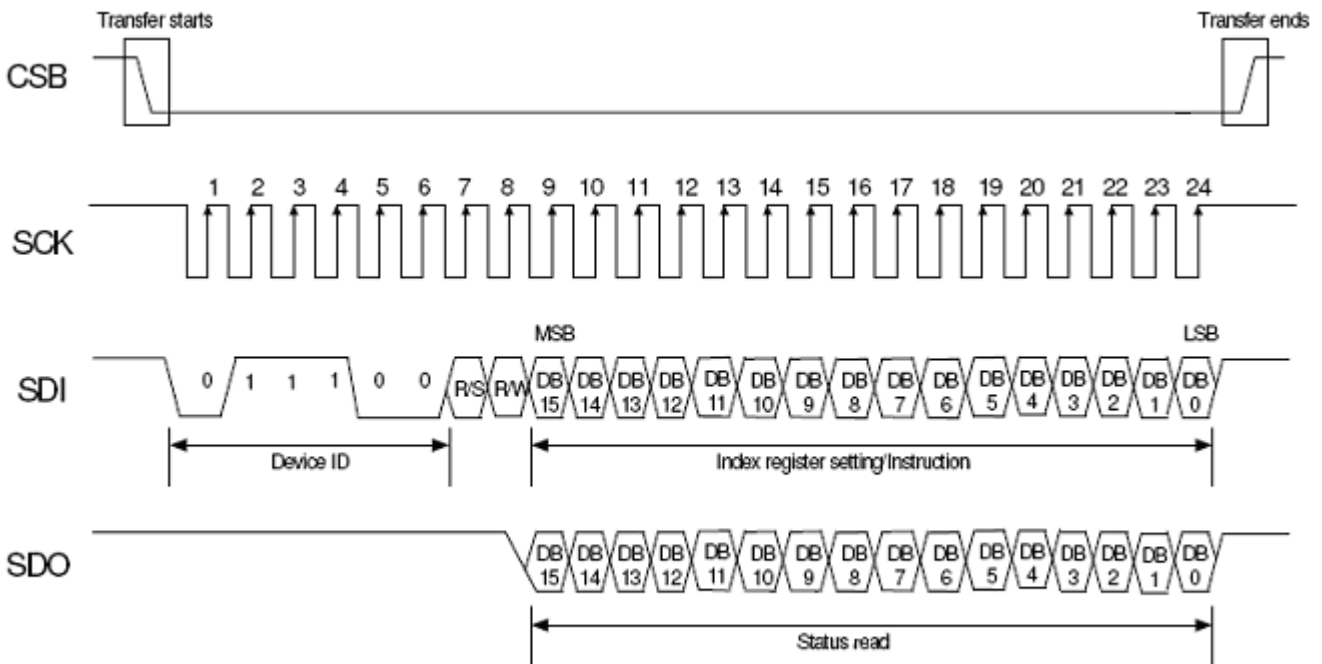 Transfer starts Transfer ends
CSB
1 2 3 4 5 6 7 8 9 10 11 12 13 14 15 16 17 18 19 20 21 22 23 24
SCK
MSB LSB
SDI 0 1 1 1 0 0 R/S R/W DB 15 DB 14 DB 13 DB 12 DB 11 DB 10 DB 9 DB 8 DB 7 DB 6 DB 5 DB 4 DB 3 DB 2 DB 1 DB 0
Device ID Index register setting/Instruction
SDO DB 15 DB 14 DB 13 DB 12 DB 11 DB 10 DB 9 DB 8 DB 7 DB 6 DB 5 DB 4 DB 3 DB 2 DB 1 DB 0
Status read